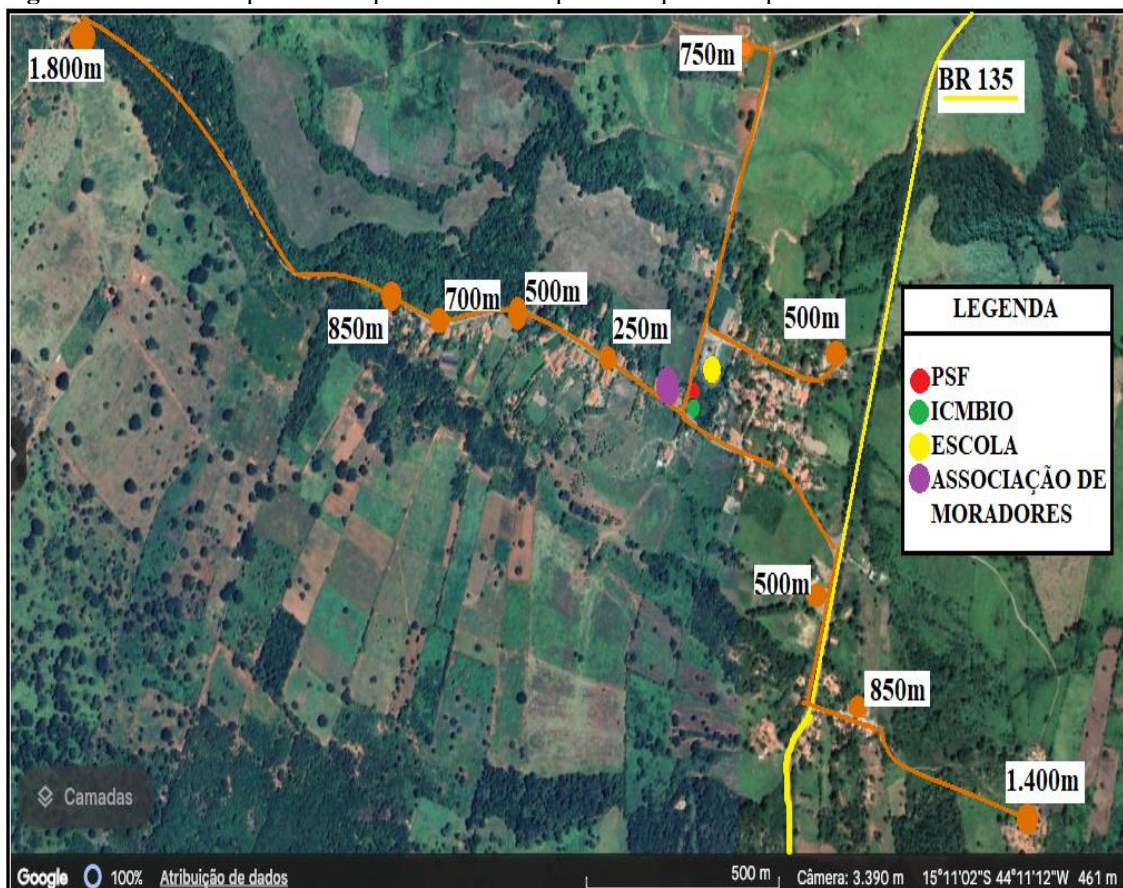 1.800m
750m
BR 135
850m
700m
500m
250m
500m
500m
850m
1.400m
LEGENDA
PSF
ICMBIO
ESCOLA
ASSOCIAÇÃO DE
MORADORES
Camadas
Google 100% Atribuição de dados 500 m Câmera: 3.390 m 15°11'02"S 44°11'12"W 461 m